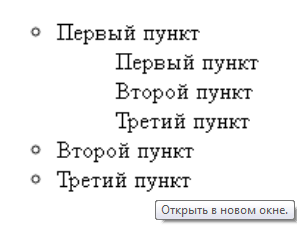 Первый пункт
Первый пункт
Второй пункт
Третий пункт
Второй пункт
Третий пункт
Открыть в новом окне.